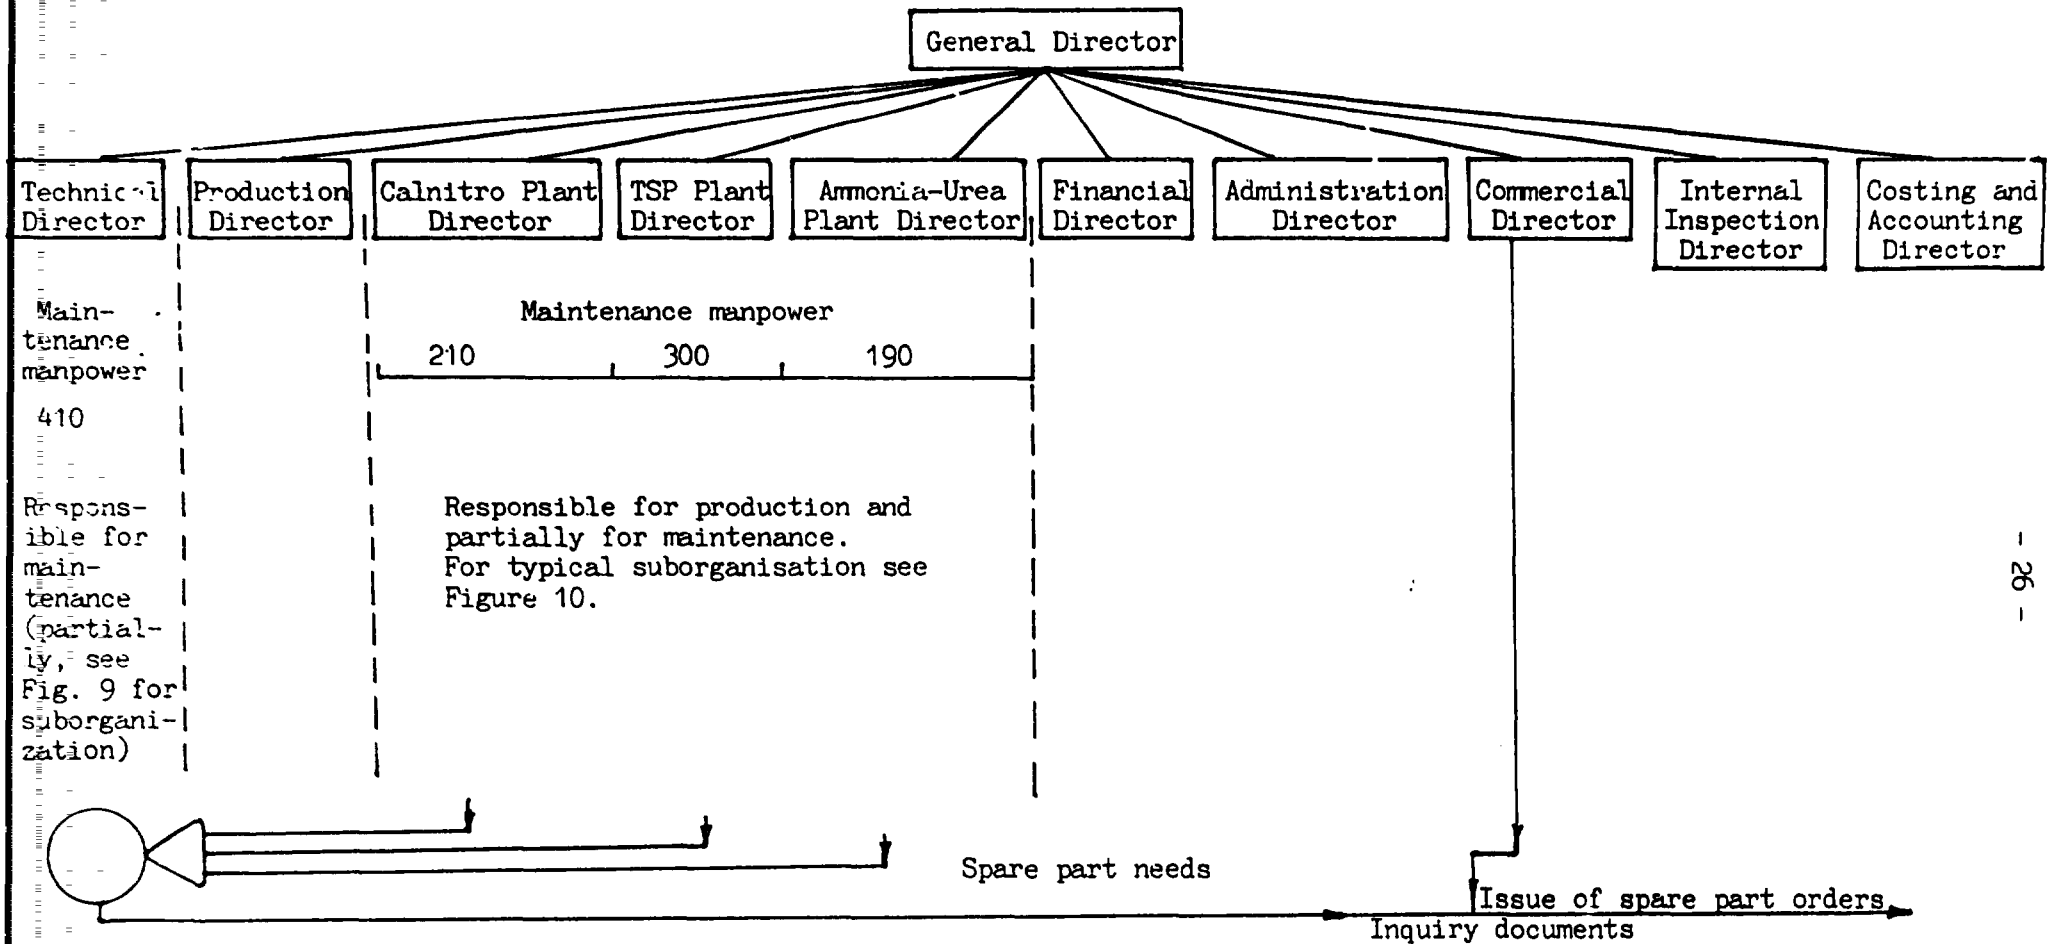 General Director
Technical
Director
Production
Director
Calnitro Plant
Director
TSP Plant
Director
Ammonia-Urea
Plant Director
Financial
Director
Administration
Director
Commercial
Director
Internal
Inspection
Director
Costing and
Accounting
Director
Main-
tenance
manpower
410
Maintenance manpower
210 300 190
Respons-
ible for
main-
tenance
(partial-
ly, see
Fig. 9 for
suborgani-
zation)
Responsible for production and
partially for maintenance.
For typical suborganisation see
Figure 10.
- 26 -
Spare part needs
Issue of spare part orders
Inquiry documents